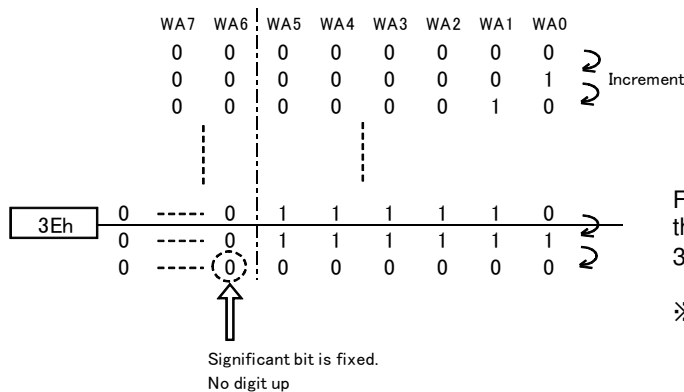 WA7 WA6 WA5 WA4 WA3 WA2 WA1 WA0
0 0 0 0 0 0 0 0
0 0 0 0 0 0 0 1 Increment
0 0 0 0 0 0 1 0
3Eh 0 0 1 1 1 1 1 0
0 0 1 1 1 1 1 1
0 0 0 0 0 0 0 0
Significant bit is fixed.
No digit up
F
th
3
※